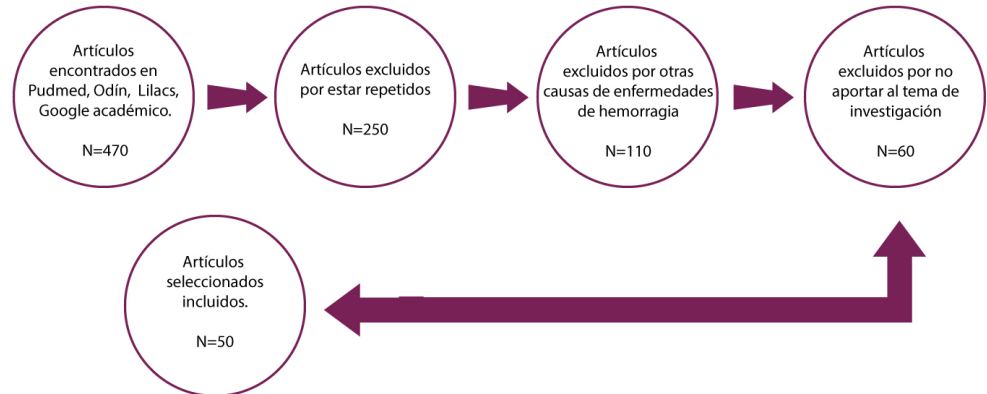 Artículos
encontrados en
Pudmed, Odín, Lilacs,
Google académico.
N=470
Artículos excluidos
por estar repetidos
N=250
Artículos
excluidos por otras
causas de enfermedades
de hemorragia
N=110
Artículos
excluidos por no
aportar al tema de
investigación
N=60
Artículos
seleccionados
incluidos.
N=50